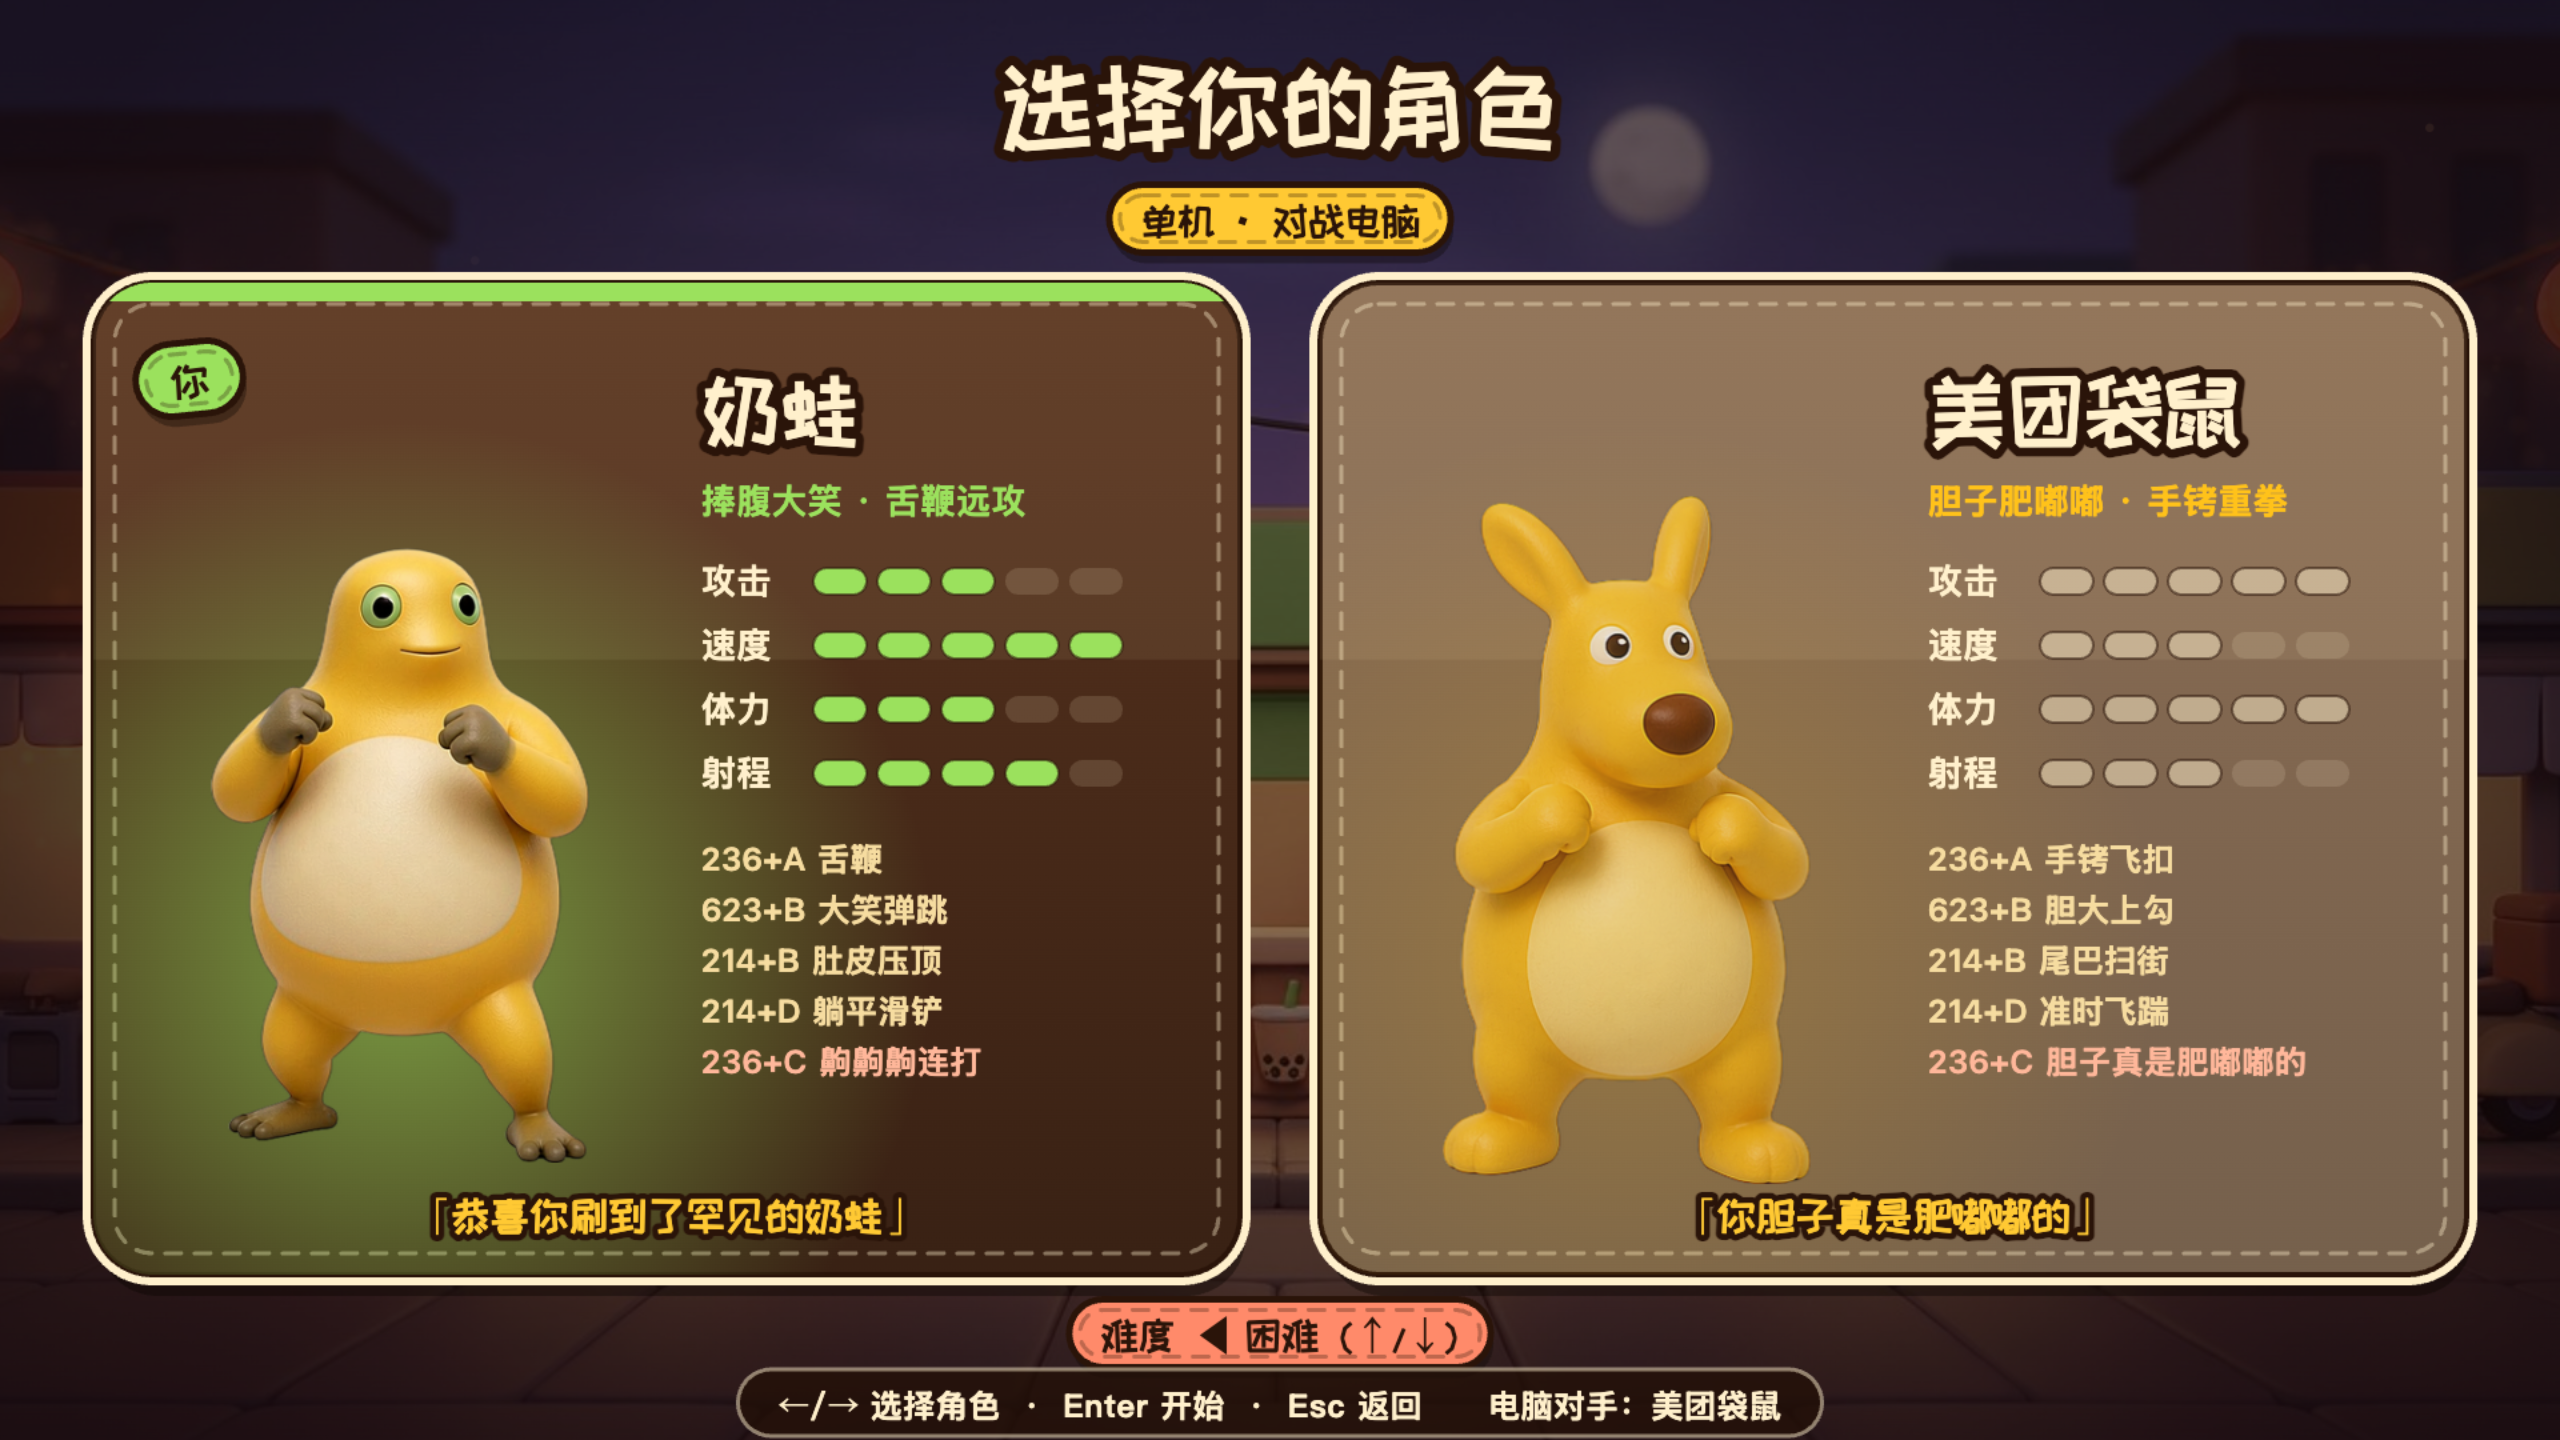 选择你的角色
单机 · 对战电脑
你
奶蛙
捧腹大笑 · 舌鞭远攻
攻击
速度
体力
射程
236+A 舌鞭
623+B 大笑弹跳
214+B 肚皮压顶
214+D 躺平滑铲
236+C 齁齁齁连打
「恭喜你刷到了罕见的奶蛙」
美团袋鼠
胆子肥嘟嘟 · 手铐重拳
攻击
速度
体力
射程
236+A 手铐飞扣
623+B 胆大上勾
214+B 尾巴扫街
214+D 准时飞踹
236+C 胆子真是肥嘟嘟的
「你胆子真是肥嘟嘟的」
难度 ◀ 困难 (↑/↓)
←/→ 选择角色 · Enter 开始 · Esc 返回 电脑对手：美团袋鼠